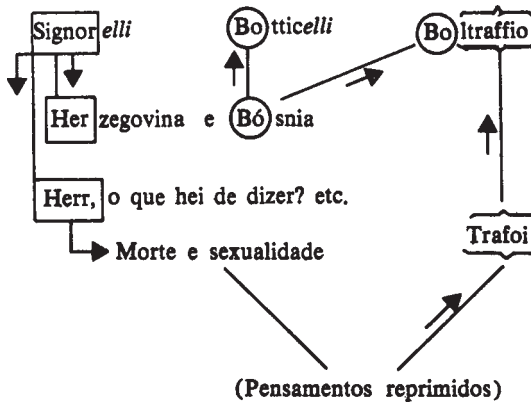 Signorelli Botticelli Boltraffio
Herzegovina e Bósnia
Herr, o que hei de dizer? etc.
Trafoi
Morte e sexualidade
(Pensamentos reprimidos)